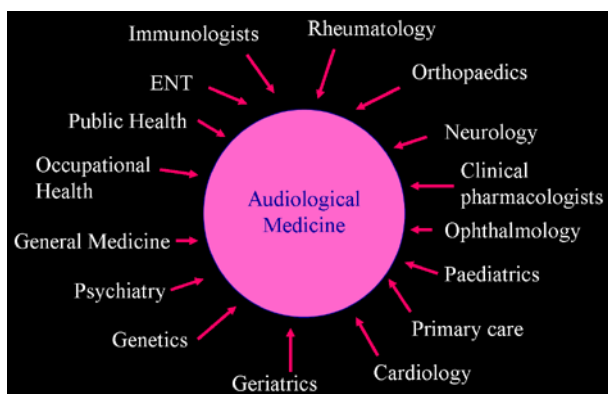 Immunologists
Rheumatology
ENT
Orthopaedics
Public Health
Neurology
Occupational
Health
Clinical
pharmacologists
Audiological
Medicine
General Medicine
Ophthalmology
Psychiatry
Paediatrics
Genetics
Primary care
Geriatrics
Cardiology